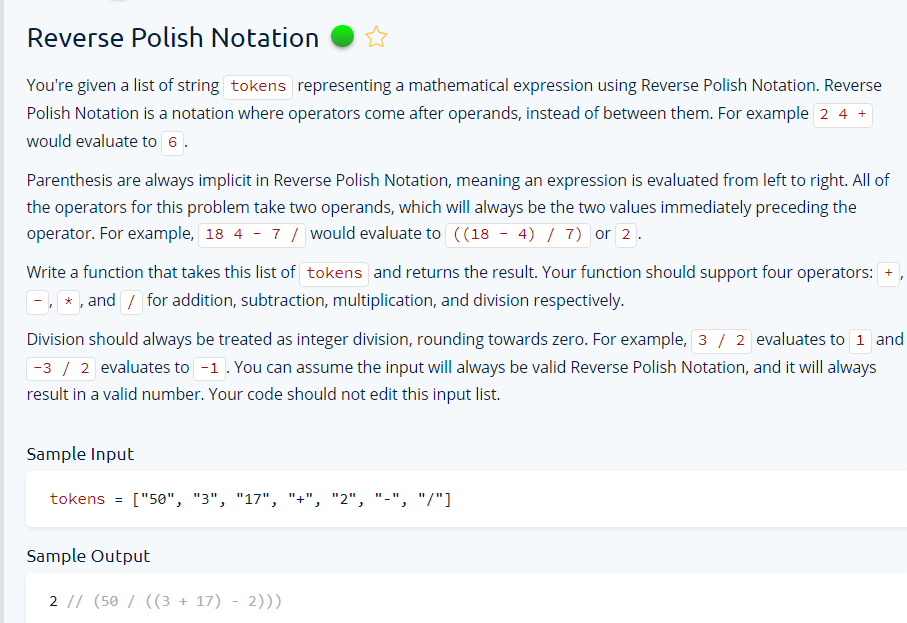 Reverse Polish Notation
You're given a list of string tokens representing a mathematical expression using Reverse Polish Notation. Reverse
Polish Notation is a notation where operators come after operands, instead of between them. For example 2 4 +
would evaluate to 6.
Parenthesis are always implicit in Reverse Polish Notation, meaning an expression is evaluated from left to right. All of
the operators for this problem take two operands, which will always be the two values immediately preceding the
operator. For example, 18 4 - 7 / would evaluate to ((18 - 4) / 7) or 2.
Write a function that takes this list of tokens and returns the result. Your function should support four operators: +,
-, *, and / for addition, subtraction, multiplication, and division respectively.
Division should always be treated as integer division, rounding towards zero. For example, 3 / 2 evaluates to 1 and
-3 / 2 evaluates to -1. You can assume the input will always be valid Reverse Polish Notation, and it will always
result in a valid number. Your code should not edit this input list.
Sample Input
tokens = ["50", "3", "17", "+", "2", "-", "/"]
Sample Output
2 // (50 / ((3 + 17) - 2)))